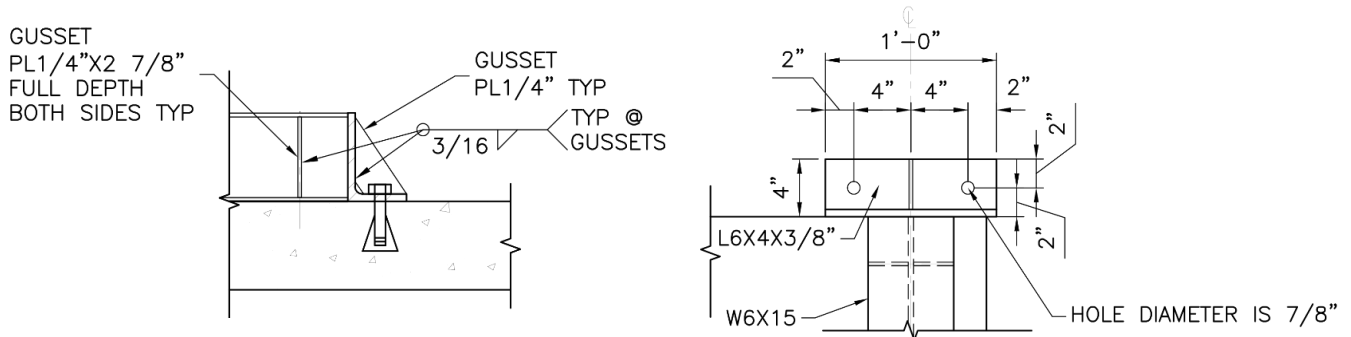 GUSSET
PL1/4"X2 7/8"
FULL DEPTH
BOTH SIDES TYP
GUSSET
PL1/4" TYP
3/16
TYP @
GUSSETS
℄
1'-0"
2"
4"
4"
2"
2"
4"
2"
L6X4X3/8"
W6X15
HOLE DIAMETER IS 7/8"